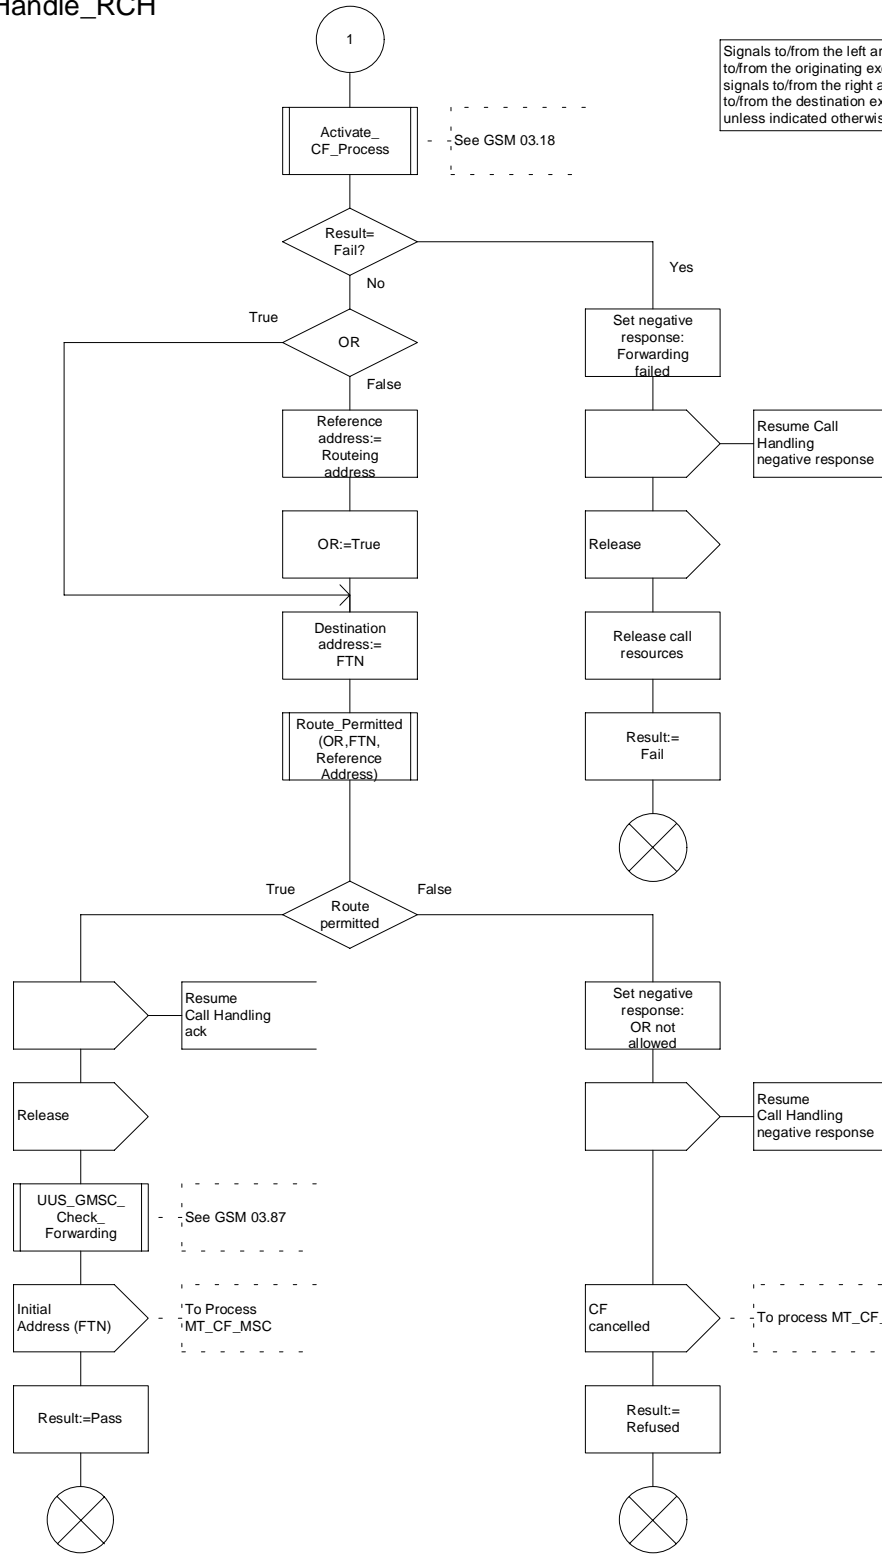 Handle_RCH
1
Signals to/from the left ar
to/from the originating exc
signals to/from the right a
to/from the destination ex
unless indicated otherwis
Activate_
CF_Process
See GSM 03.18
Result=
Fail?
Yes
No
True
OR
False
Set negative
response:
Forwarding
failed
Reference
address:=
Routeing
address
Resume Call
Handling
negative response
OR:=True
Release
Destination
address:=
FTN
Release call
resources
Route_Permitted
(OR,FTN,
Reference
Address)
Result:=
Fail
True
False
Route
permitted
Resume
Call Handling
ack
Set negative
response:
OR not
allowed
Release
Resume
Call Handling
negative response
UUS_GMSC_
Check_
Forwarding
See GSM 03.87
Initial
Address (FTN)
To Process
MT_CF_MSC
CF
cancelled
To process MT_CF_
Result:=Pass
Result:=
Refused